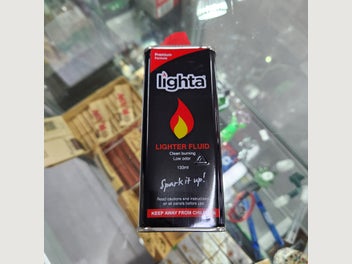 Premium
Formula
lighta
LIGHTER FLUID
Clean burning
Low odor
133ml
Spark it up!
Read cautions and instructions
on all panels before use
KEEP AWAY FROM CHILDREN